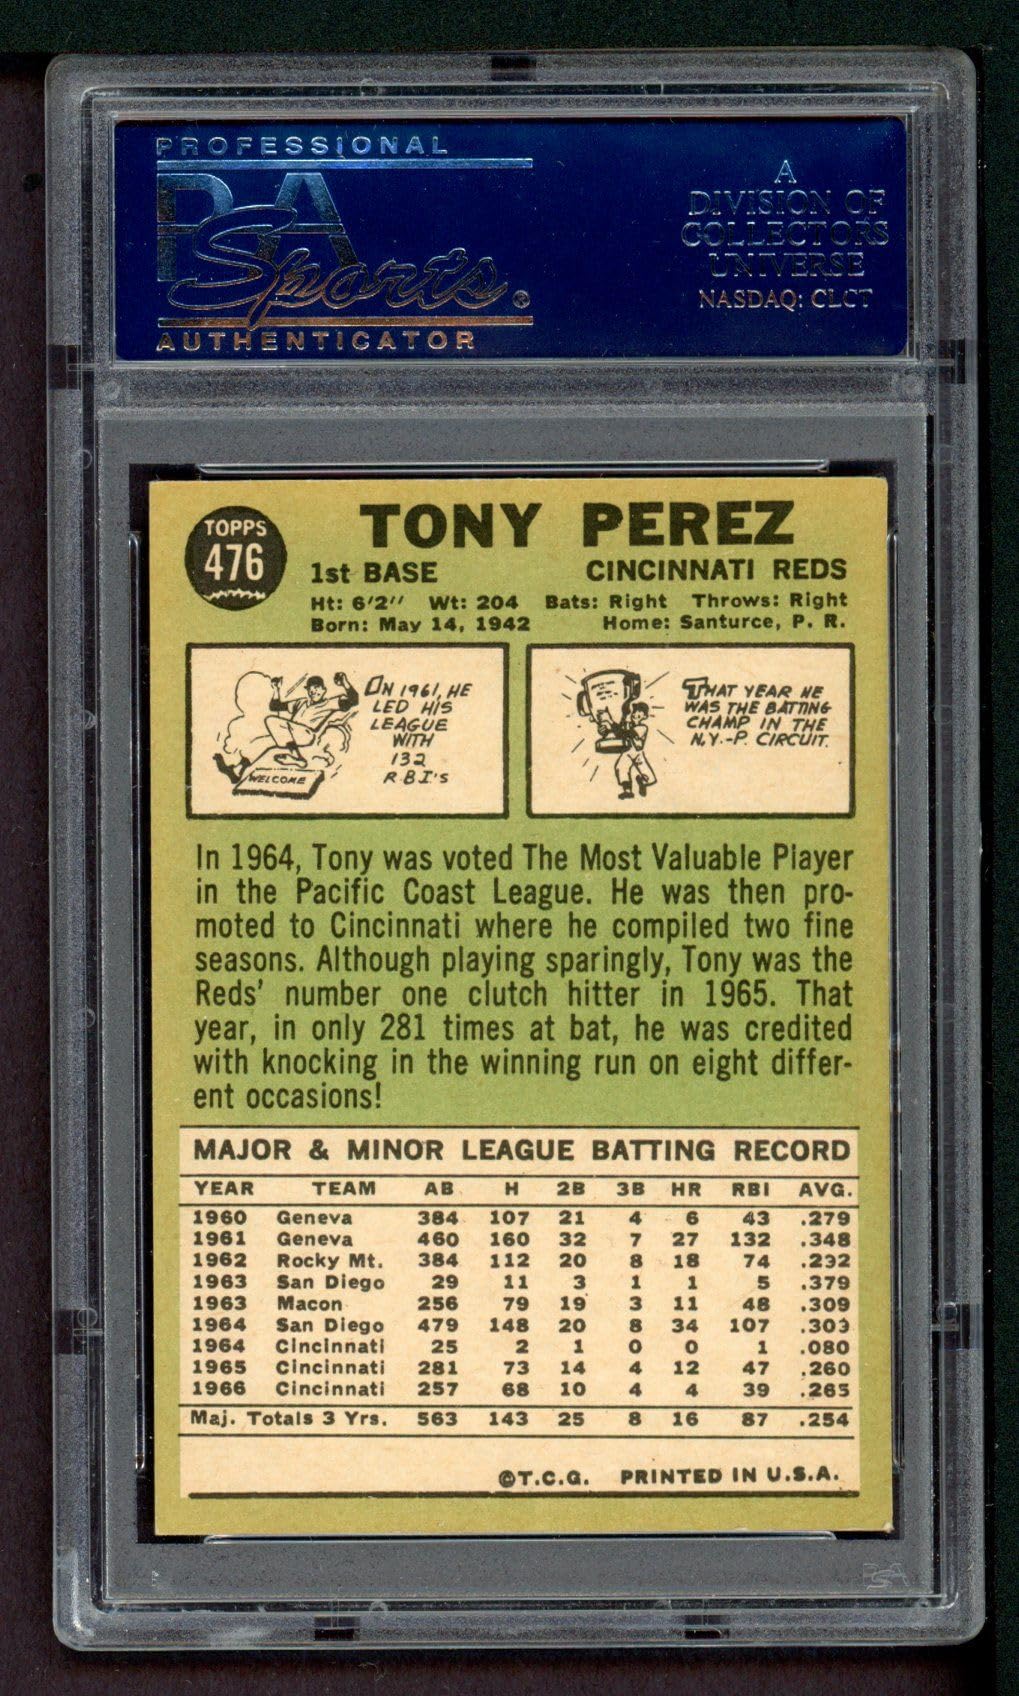 PROFESSIONAL
PSA
Sports®
AUTHENTICATOR
A
DIVISION OF
COLLECTORS
UNIVERSE
NASDAQ: CLCT
TOPPS
476
TONY PEREZ
1st BASE CINCINNATI REDS
Ht: 6'2'' Wt: 204 Bats: Right Throws: Right
Born: May 14, 1942 Home: Santurce, P. R.
ON 1961, HE
LED HIS
LEAGUE
WITH
132
R B I'S
WELCOME
THAT YEAR HE
WAS THE BATTING
CHAMP IN THE
N.Y.-P. CIRCUIT.
In 1964, Tony was voted The Most Valuable Player
in the Pacific Coast League. He was then pro-
moted to Cincinnati where he compiled two fine
seasons. Although playing sparingly, Tony was the
Reds' number one clutch hitter in 1965. That
year, in only 281 times at bat, he was credited
with knocking in the winning run on eight differ-
ent occasions!
MAJOR & MINOR LEAGUE BATTING RECORD
YEAR TEAM AB H 2B 3B HR RBI AVG.
1960 Geneva 384 107 21 4 6 43 .279
1961 Geneva 460 160 32 7 27 132 .348
1962 Rocky Mt. 384 112 20 8 18 74 .292
1963 San Diego 29 11 3 1 1 5 .379
1963 Macon 256 79 19 3 11 48 .309
1964 San Diego 479 148 20 8 34 107 .303
1964 Cincinnati 25 2 1 0 0 1 .080
1965 Cincinnati 281 73 14 4 12 47 .260
1966 Cincinnati 257 68 10 4 4 39 .265
Maj. Totals 3 Yrs. 563 143 25 8 16 87 .254
©T.C.G. PRINTED IN U.S.A.
PSA